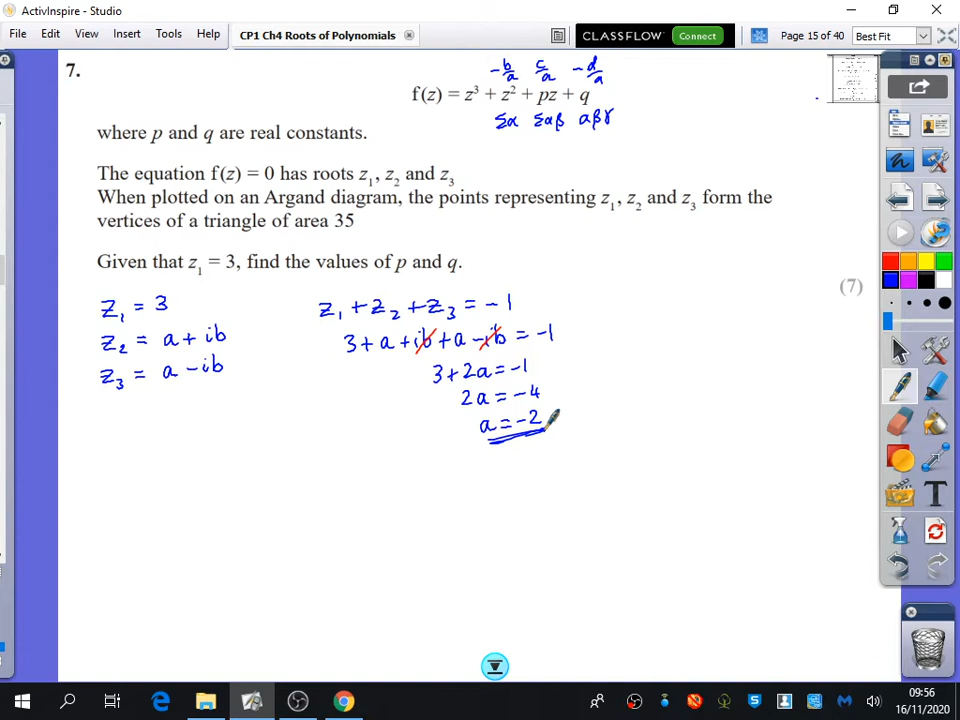 ActivInspire - Studio
File Edit View Insert Tools Help CP1 Ch4 Roots of Polynomials CLASSFLOW Connect Page 15 of 40 Best Fit
7.
-b/a c/a -d/a
f(z) = z³ + z² + pz + q
Σα Σαβ αβγ
where p and q are real constants.
The equation f(z) = 0 has roots z₁, z₂ and z₃
When plotted on an Argand diagram, the points representing z₁, z₂ and z₃ form the
vertices of a triangle of area 35
Given that z₁ = 3, find the values of p and q.
(7)
z₁ = 3
z₂ = a + ib
z₃ = a - ib
z₁ + z₂ + z₃ = -1
3 + a + ib + a - ib = -1
3 + 2a = -1
2a = -4
a = -2
09:56
16/11/2020